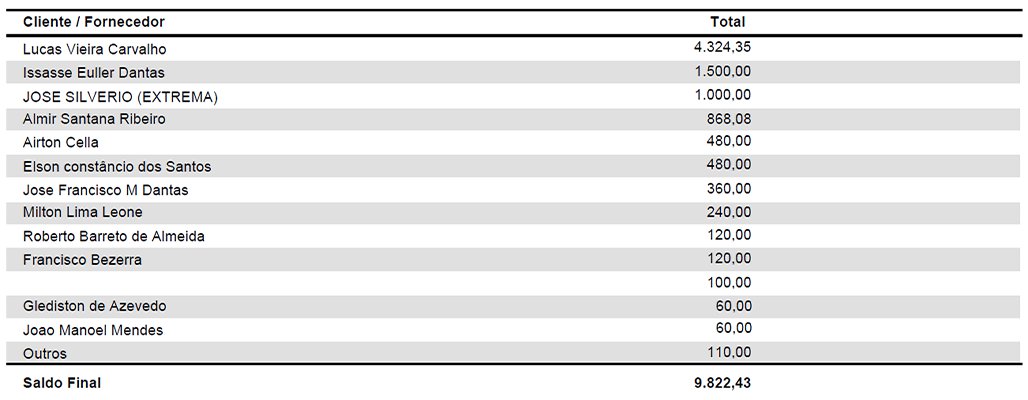 Cliente / Fornecedor Total
Lucas Vieira Carvalho 4.324,35
Issasse Euller Dantas 1.500,00
JOSE SILVERIO (EXTREMA) 1.000,00
Almir Santana Ribeiro 868,08
Airton Cella 480,00
Elson constâncio dos Santos 480,00
Jose Francisco M Dantas 360,00
Milton Lima Leone 240,00
Roberto Barreto de Almeida 120,00
Francisco Bezerra 120,00
100,00
Glediston de Azevedo 60,00
Joao Manoel Mendes 60,00
Outros 110,00
Saldo Final 9.822,43